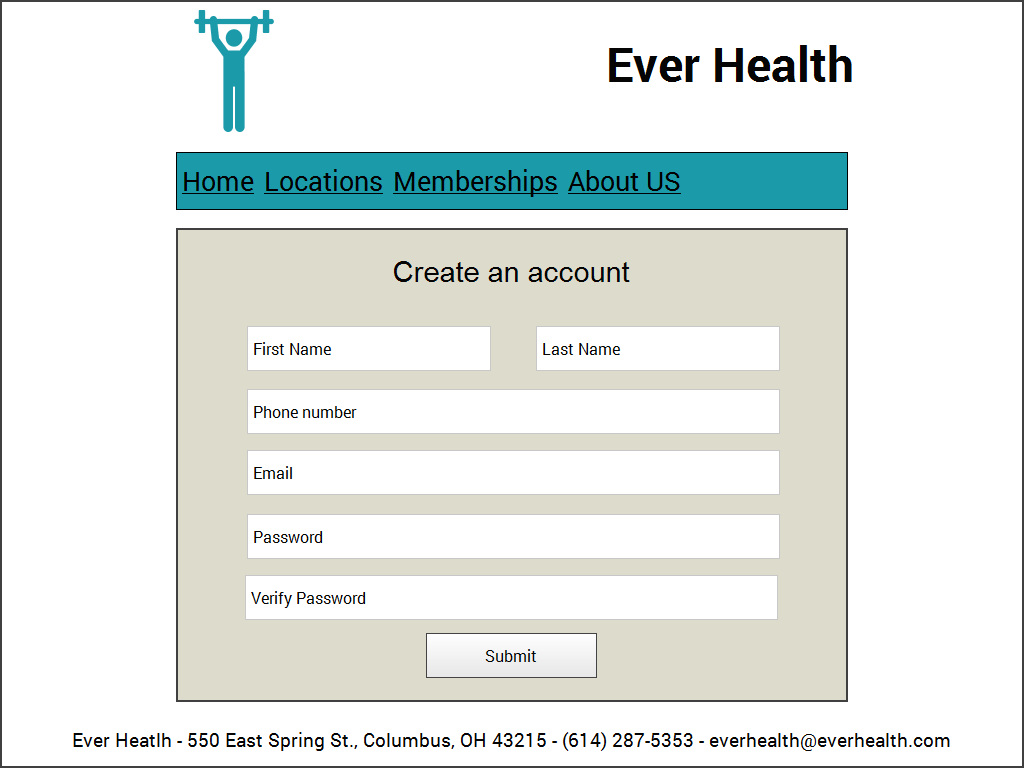 Ever Health
Home Locations Memberships About US
Create an account
First Name Last Name
Phone number
Email
Password
Verify Password
Submit
Ever Heatlh - 550 East Spring St., Columbus, OH 43215 - (614) 287-5353 - everhealth@everhealth.com